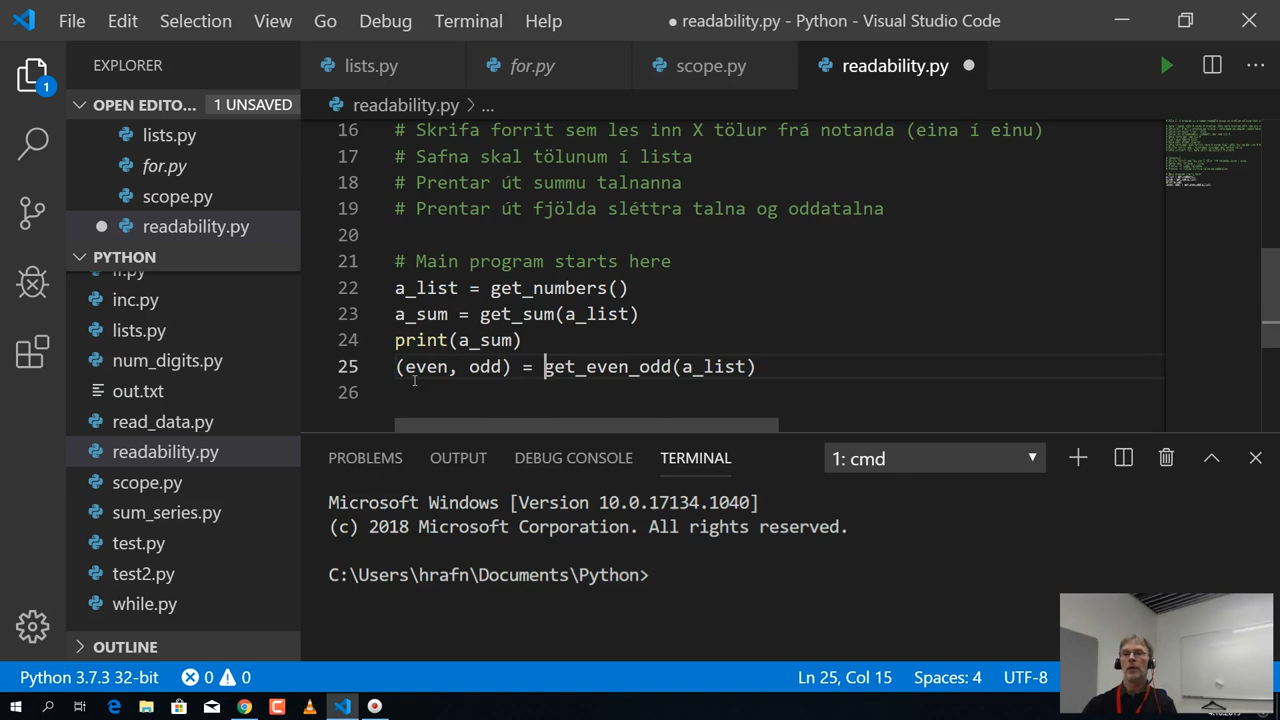 File Edit Selection View Go Debug Terminal Help
● readability.py - Python - Visual Studio Code
EXPLORER
OPEN EDITO... 1 UNSAVED
lists.py
for.py
scope.py
readability.py
PYTHON
inc.py
lists.py
num_digits.py
out.txt
read_data.py
readability.py
scope.py
sum_series.py
test.py
test2.py
while.py
OUTLINE
1
lists.py
for.py
scope.py
readability.py
readability.py > ...
16 # Skrifa forrit sem les inn X tölur frá notanda (eina í einu)
17 # Safna skal tölunum í lista
18 # Prentar út summu talnanna
19 # Prentar út fjölda sléttra talna og oddatalna
20
21 # Main program starts here
22 a_list = get_numbers()
23 a_sum = get_sum(a_list)
24 print(a_sum)
25 (even, odd) = get_even_odd(a_list)
26
PROBLEMS OUTPUT DEBUG CONSOLE TERMINAL
1: cmd
Microsoft Windows [Version 10.0.17134.1040]
(c) 2018 Microsoft Corporation. All rights reserved.
C:\Users\hrafn\Documents\Python>
Python 3.7.3 32-bit
0 0
Ln 25, Col 15
Spaces: 4
UTF-8